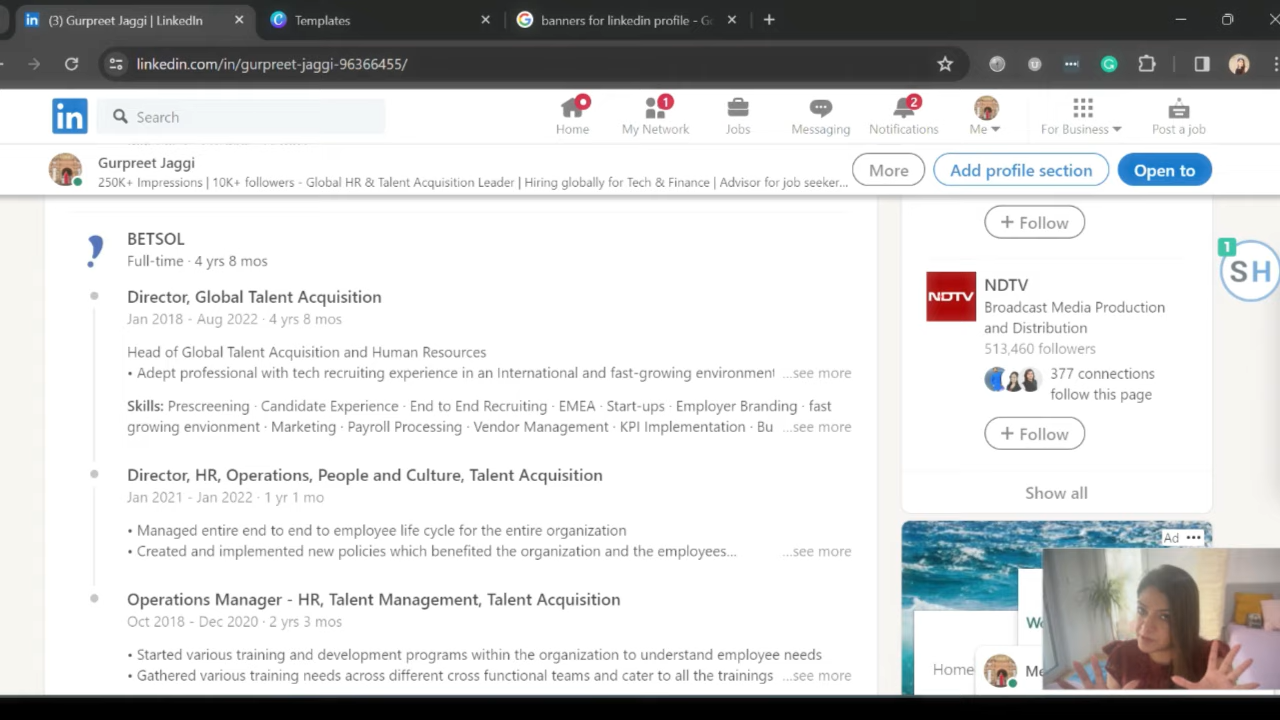 (3) Gurpreet Jaggi | LinkedIn
Templates
banners for linkedin profile - Go
linkedin.com/in/gurpreet-jaggi-96366455/
in
Search
Home
1
My Network
Jobs
Messaging
2
Notifications
Me
For Business
Post a job
Gurpreet Jaggi
250K+ Impressions | 10K+ followers - Global HR & Talent Acquisition Leader | Hiring globally for Tech & Finance | Advisor for job seeker...
More
Add profile section
Open to
BETSOL
Full-time · 4 yrs 8 mos
Director, Global Talent Acquisition
Jan 2018 - Aug 2022 · 4 yrs 8 mos
Head of Global Talent Acquisition and Human Resources
• Adept professional with tech recruiting experience in an International and fast-growing environment ...see more
Skills: Prescreening · Candidate Experience · End to End Recruiting · EMEA · Start-ups · Employer Branding · fast
growing envionment · Marketing · Payroll Processing · Vendor Management · KPI Implementation · Bu ...see more
Director, HR, Operations, People and Culture, Talent Acquisition
Jan 2021 - Jan 2022 · 1 yr 1 mo
• Managed entire end to end to employee life cycle for the entire organization
• Created and implemented new policies which benefited the organization and the employees... ...see more
Operations Manager - HR, Talent Management, Talent Acquisition
Oct 2018 - Dec 2020 · 2 yrs 3 mos
• Started various training and development programs within the organization to understand employee needs
• Gathered various training needs across different cross functional teams and cater to all the trainings ...see more
+ Follow
NDTV
NDTV
Broadcast Media Production
and Distribution
513,460 followers
377 connections
follow this page
+ Follow
Show all
1
SH
Ad
Home